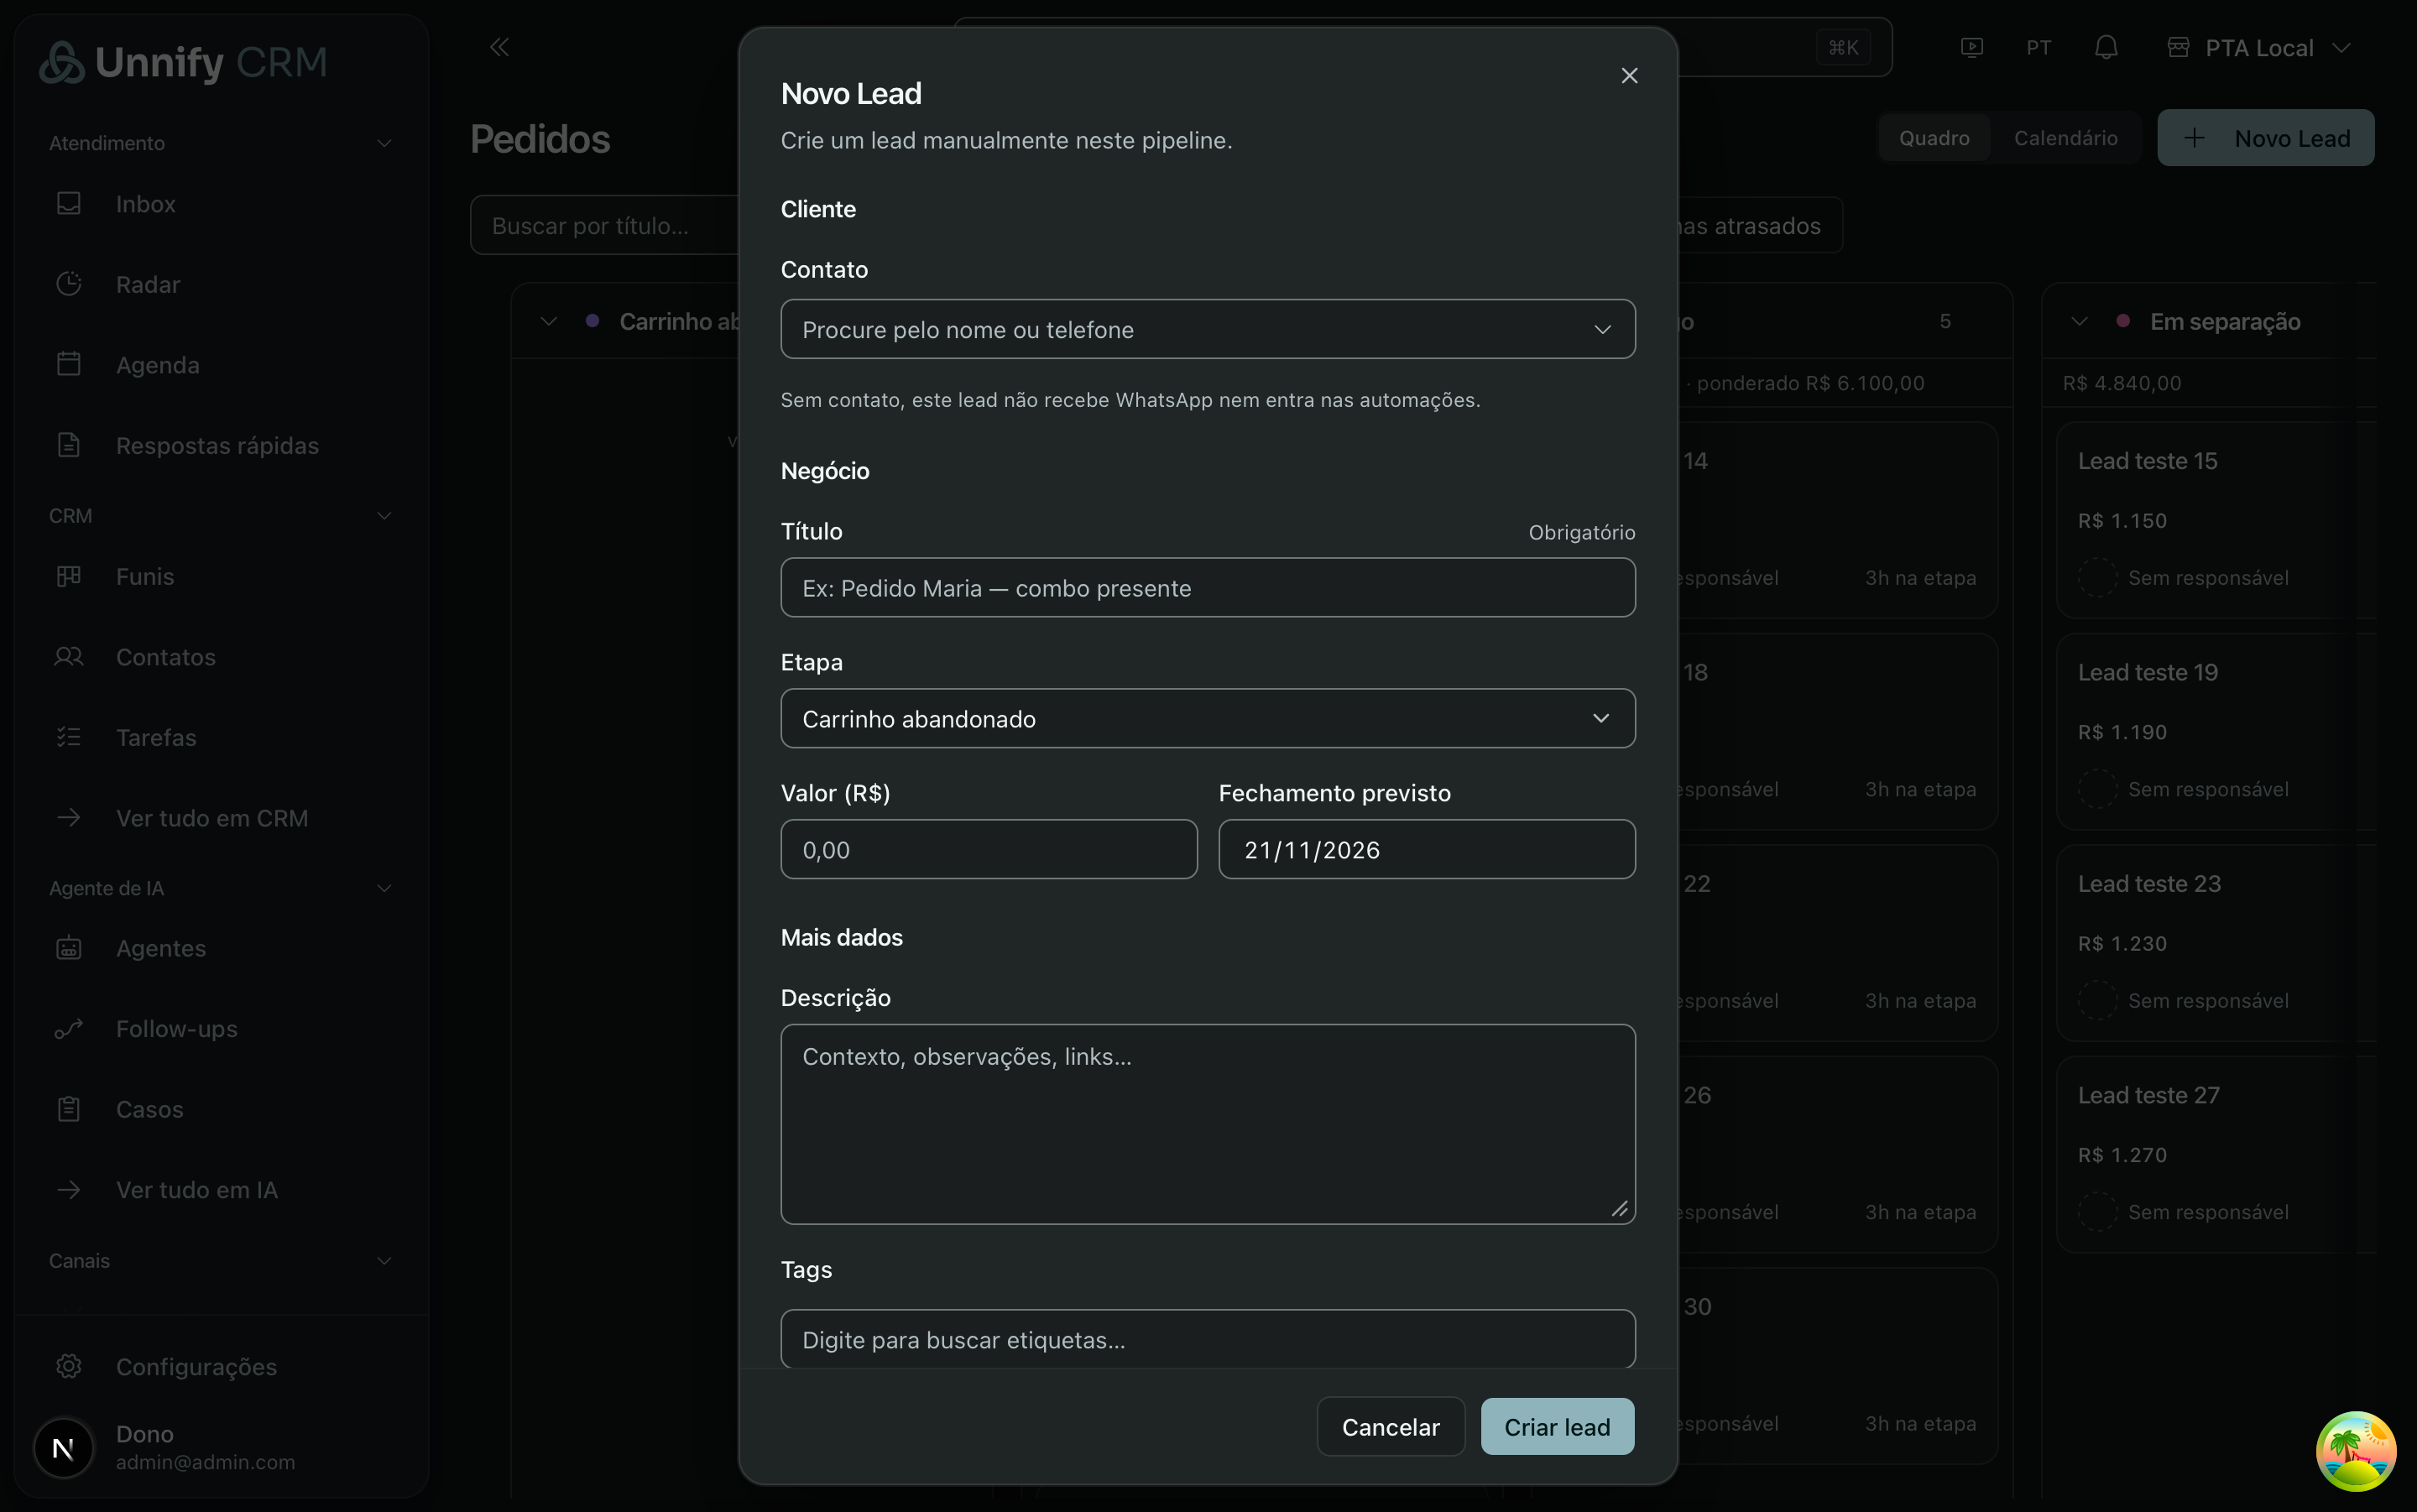 Unnify CRM
⌘K
PT
PTA Local
Atendimento
Inbox
Radar
Agenda
Respostas rápidas
CRM
Funis
Contatos
Tarefas
Ver tudo em CRM
Agente de IA
Agentes
Follow-ups
Casos
Ver tudo em IA
Canais
Configurações
N
Dono
admin@admin.com
Pedidos
Quadro
Calendário
+ Novo Lead
Buscar por título...
atrasados
Carrinho
5
· ponderado R$ 6.100,00
14
3h na etapa
18
3h na etapa
22
3h na etapa
26
3h na etapa
30
3h na etapa
Em separação
R$ 4.840,00
Lead teste 15
R$ 1.150
Sem responsável
Lead teste 19
R$ 1.190
Sem responsável
Lead teste 23
R$ 1.230
Sem responsável
Lead teste 27
R$ 1.270
Sem responsável
Novo Lead
Crie um lead manualmente neste pipeline.
Cliente
Contato
Procure pelo nome ou telefone
Sem contato, este lead não recebe WhatsApp nem entra nas automações.
Negócio
Título
Obrigatório
Ex: Pedido Maria — combo presente
Etapa
Carrinho abandonado
Valor (R$)
Fechamento previsto
0,00
21/11/2026
Mais dados
Descrição
Contexto, observações, links...
Tags
Digite para buscar etiquetas...
Cancelar
Criar lead